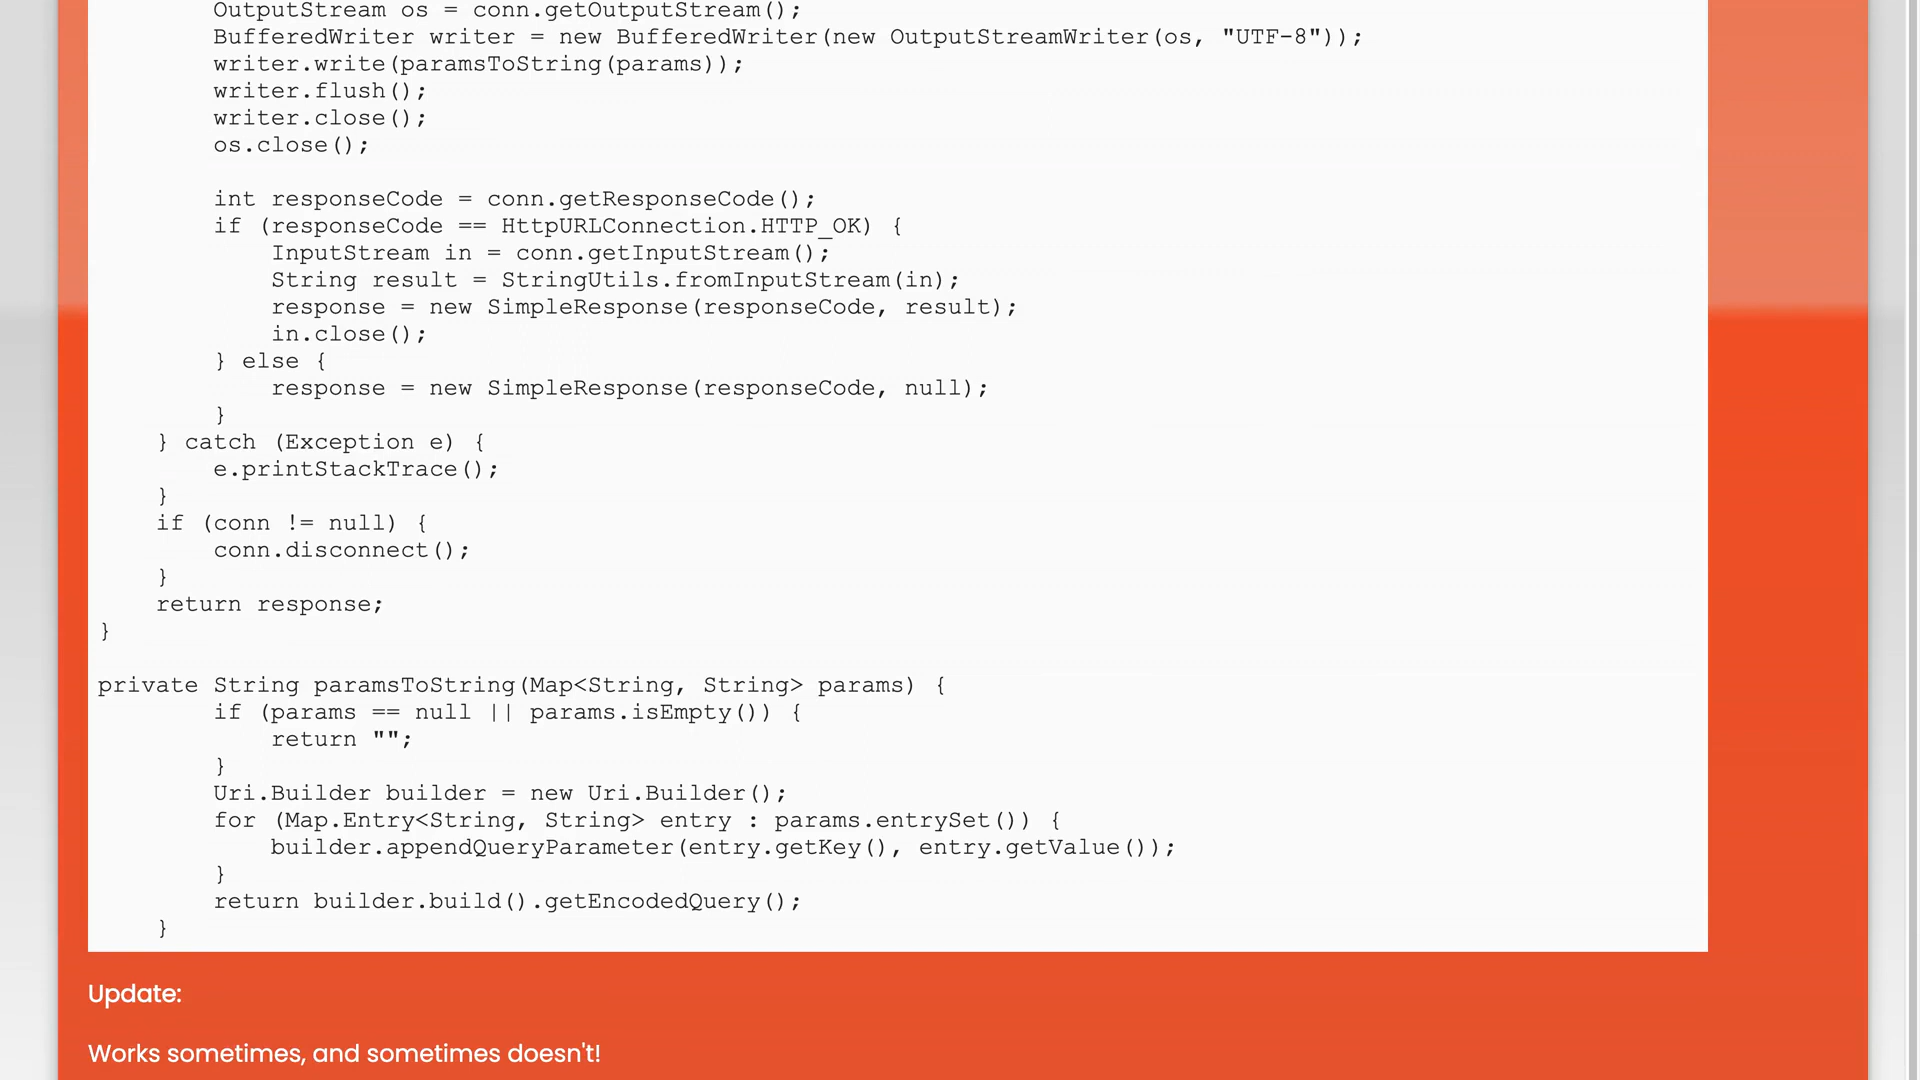 OutputStream os = conn.getOutputStream();
BufferedWriter writer = new BufferedWriter(new OutputStreamWriter(os, "UTF-8"));
writer.write(paramsToString(params));
writer.flush();
writer.close();
os.close();
int responseCode = conn.getResponseCode();
if (responseCode == HttpURLConnection.HTTP_OK) {
InputStream in = conn.getInputStream();
String result = StringUtils.fromInputStream(in);
response = new SimpleResponse(responseCode, result);
in.close();
} else {
response = new SimpleResponse(responseCode, null);
}
} catch (Exception e) {
e.printStackTrace();
}
if (conn != null) {
conn.disconnect();
}
return response;
}
private String paramsToString(Map<String, String> params) {
if (params == null || params.isEmpty()) {
return "";
}
Uri.Builder builder = new Uri.Builder();
for (Map.Entry<String, String> entry : params.entrySet()) {
builder.appendQueryParameter(entry.getKey(), entry.getValue());
}
return builder.build().getEncodedQuery();
}
Update:
Works sometimes, and sometimes doesn't!